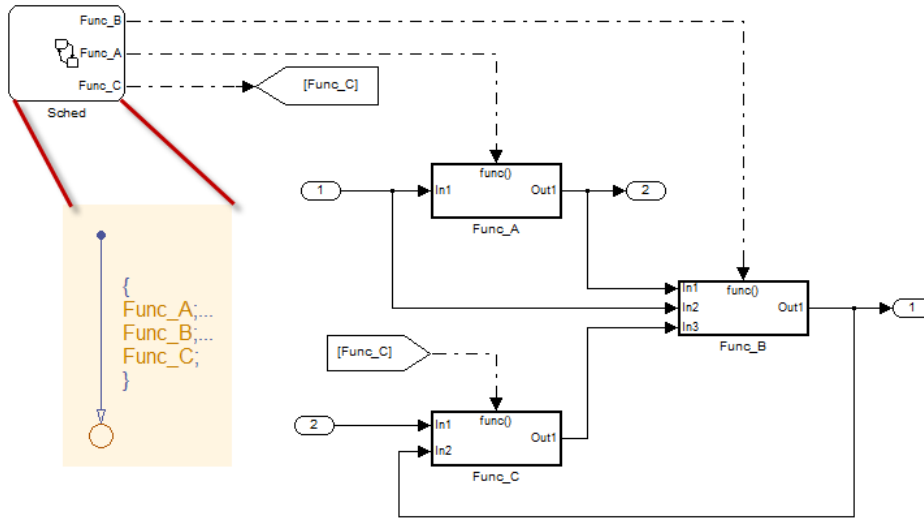 Func_B
Func_A
Func_C
Sched
[Func_C]
func()
1
In1
Out1
2
Func_A
{
Func_A;...
Func_B;...
Func_C;
}
func()
In1
In2
Out1
1
In3
Func_B
[Func_C]
func()
2
In1
Out1
In2
Func_C